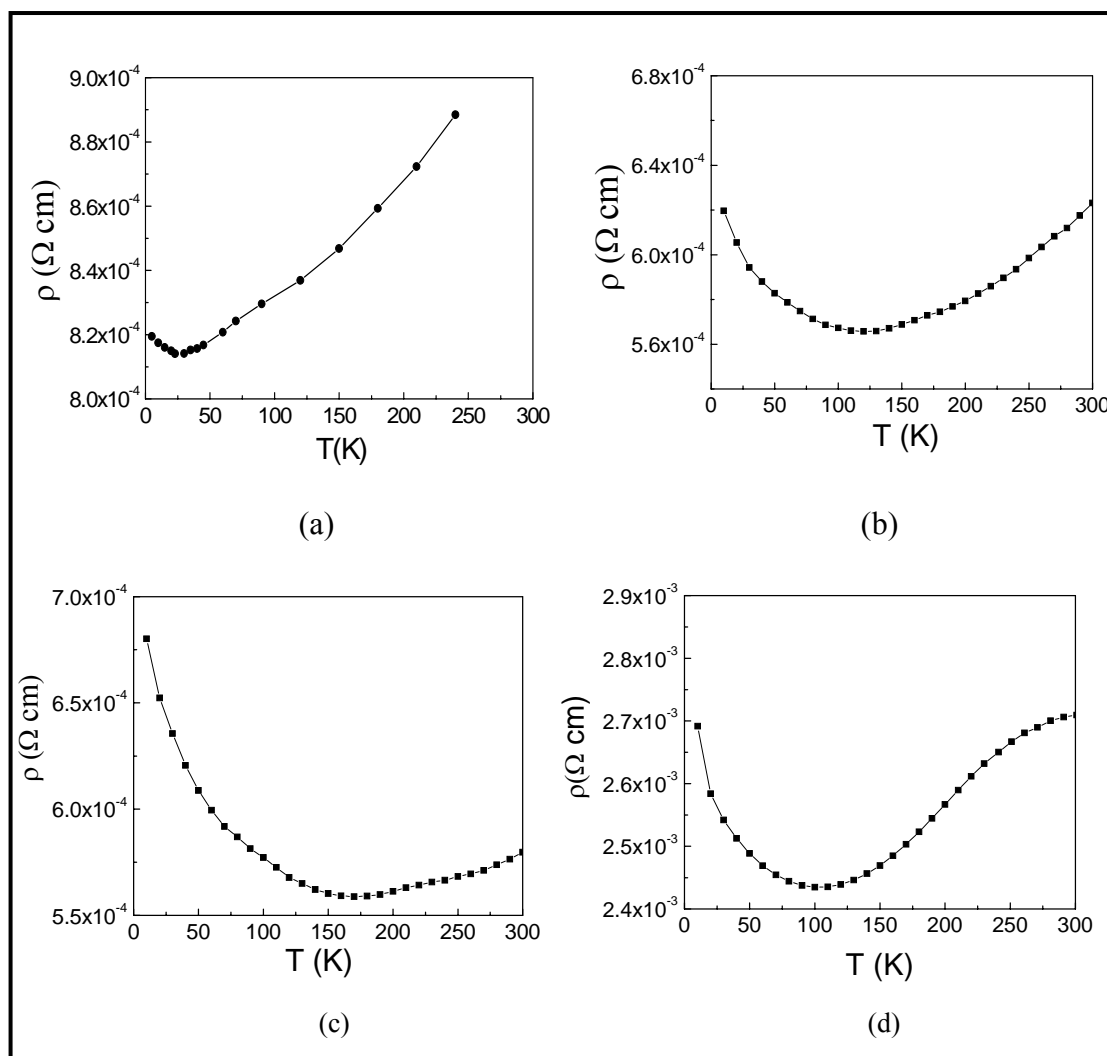 9.0x10⁻⁴
8.8x10⁻⁴
8.6x10⁻⁴
8.4x10⁻⁴
8.2x10⁻⁴
8.0x10⁻⁴
ρ (Ω cm)
0 50 100 150 200 250 300
T(K)
(a)
6.8x10⁻⁴
6.4x10⁻⁴
6.0x10⁻⁴
5.6x10⁻⁴
ρ (Ω cm)
0 50 100 150 200 250 300
T (K)
(b)
7.0x10⁻⁴
6.5x10⁻⁴
6.0x10⁻⁴
5.5x10⁻⁴
ρ (Ω cm)
0 50 100 150 200 250 300
T (K)
(c)
2.9x10⁻³
2.8x10⁻³
2.7x10⁻³
2.6x10⁻³
2.5x10⁻³
2.4x10⁻³
ρ(Ω cm)
0 50 100 150 200 250 300
T (K)
(d)